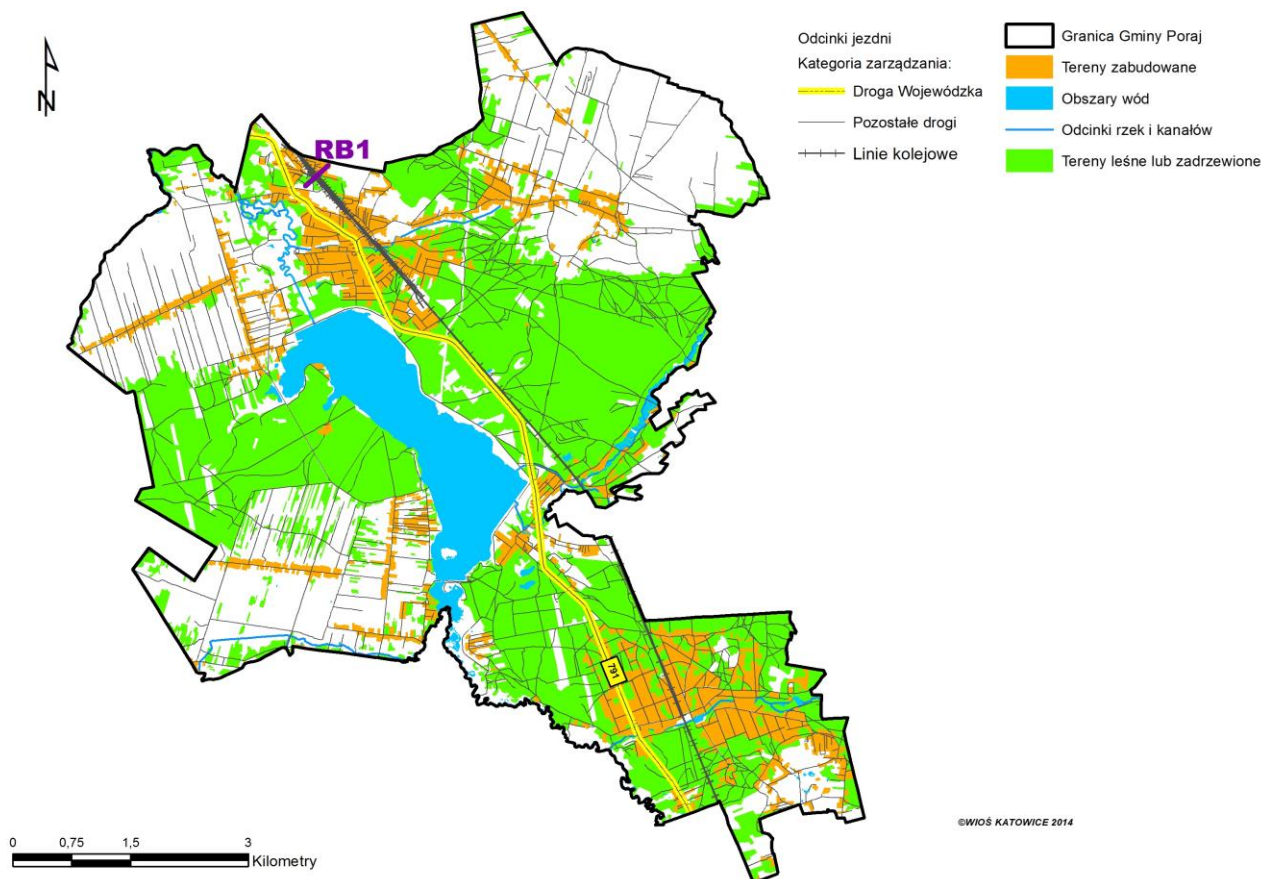 N
RB1
791
Odcinki jezdni
Kategoria zarządzania:
Droga Wojewódzka
Pozostałe drogi
Linie kolejowe
Granica Gminy Poraj
Tereny zabudowane
Obszary wód
Odcinki rzek i kanałów
Tereny leśne lub zadrzewione
©WIOŚ KATOWICE 2014
0 0,75 1,5 3
Kilometry